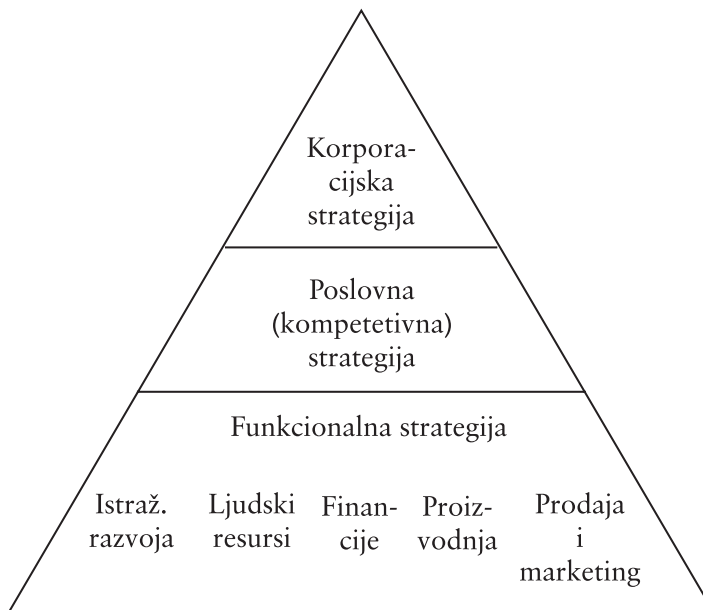 Korpora-
cijska
strategija
Poslovna
(kompetetivna)
strategija
Funkcionalna strategija
Istraž.
razvoja
Ljudski
resursi
Finan-
cije
Proiz-
vodnja
Prodaja
i
marketing